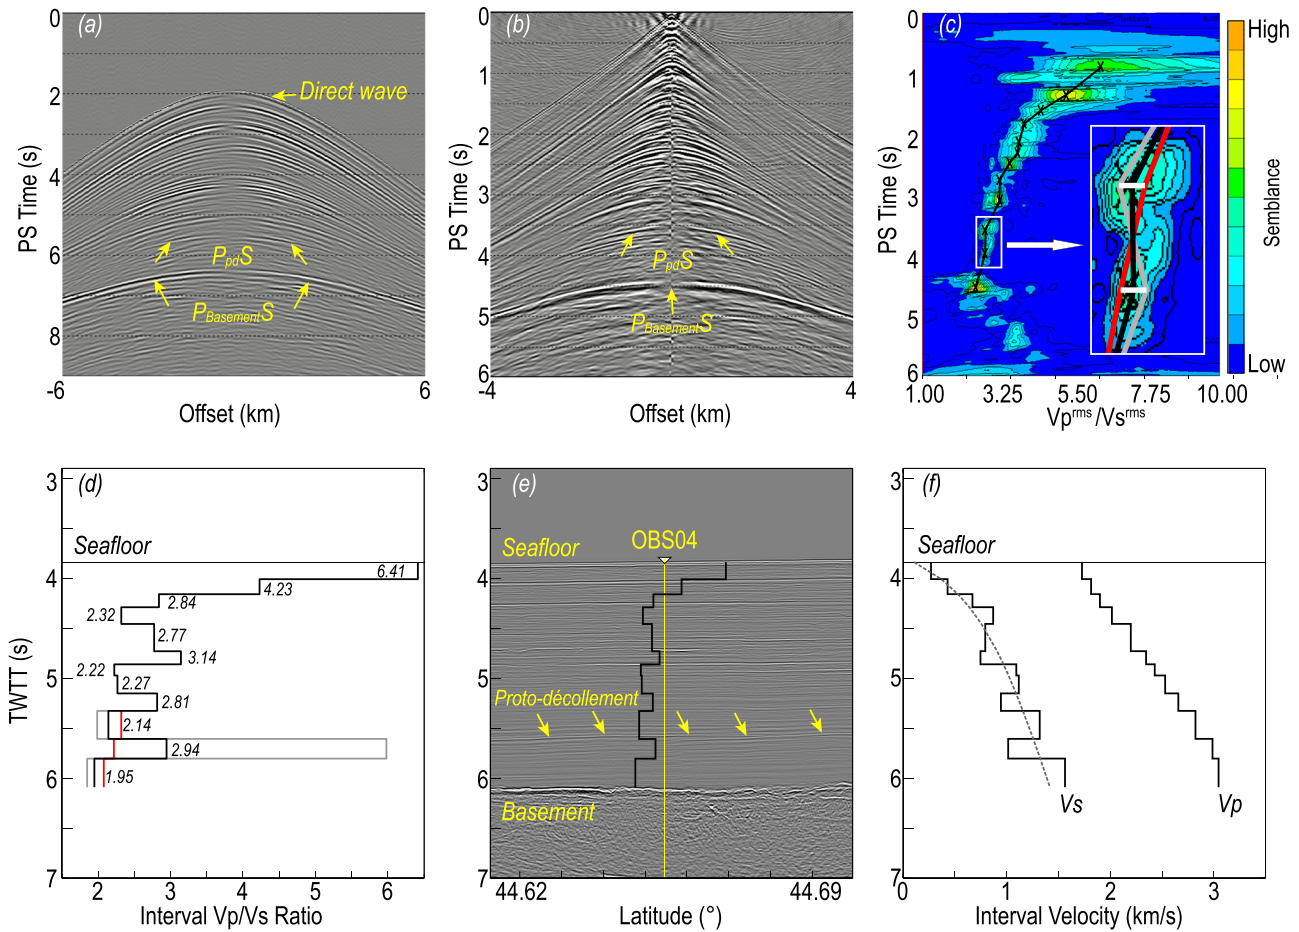 (a)
0
2
4
6
8
PS Time (s)
Direct wave
PpdS
PBasementS
-6
6
Offset (km)
(b)
0
1
2
3
4
5
6
PS Time (s)
PpdS
PBasementS
-4
4
Offset (km)
(c)
0
1
2
3
4
5
6
PS Time (s)
1.00
3.25
5.50
7.75
10.00
Vprms/Vsrms
High
Semblance
Low
(d)
3
4
5
6
7
TWTT (s)
Seafloor
6.41
4.23
2.84
2.32
2.77
3.14
2.22
2.27
2.81
2.14
2.94
1.95
2
3
4
5
6
Interval Vp/Vs Ratio
(e)
3
4
5
6
7
Seafloor
OBS04
Proto-décollement
Basement
44.62
44.69
Latitude (°)
(f)
3
4
5
6
7
Seafloor
Vs
Vp
0
1
2
3
Interval Velocity (km/s)